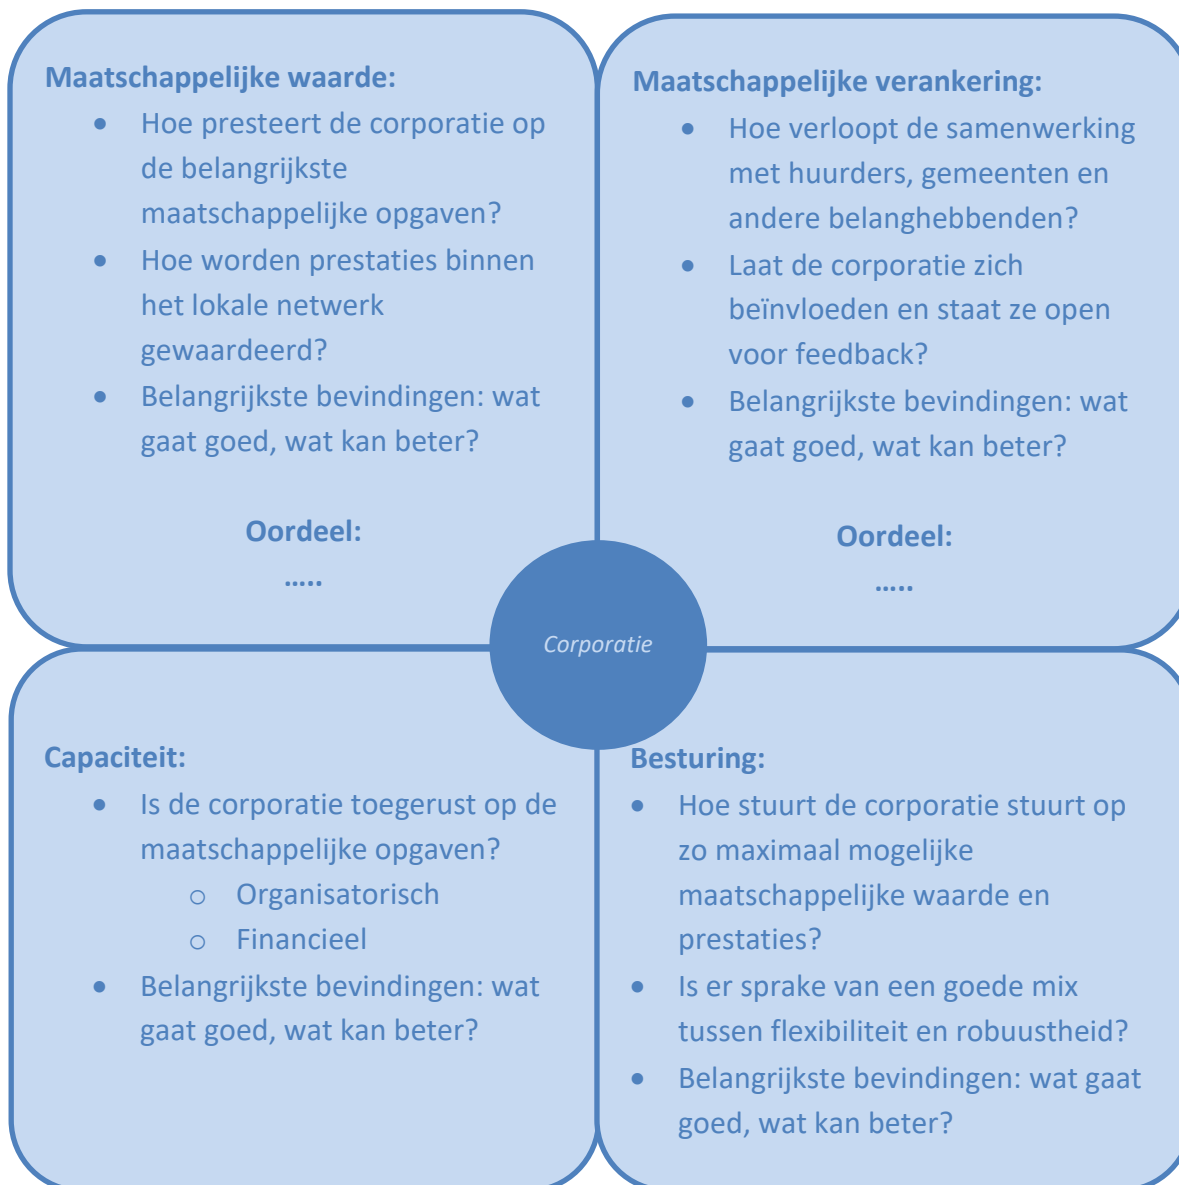 Maatschappelijke waarde:
• Hoe presteert de corporatie op
de belangrijkste
maatschappelijke opgaven?
• Hoe worden prestaties binnen
het lokale netwerk
gewaardeerd?
• Belangrijkste bevindingen: wat
gaat goed, wat kan beter?
Oordeel:
…..
Maatschappelijke verankering:
• Hoe verloopt de samenwerking
met huurders, gemeenten en
andere belanghebbenden?
• Laat de corporatie zich
beïnvloeden en staat ze open
voor feedback?
• Belangrijkste bevindingen: wat
gaat goed, wat kan beter?
Oordeel:
…..
Corporatie
Capaciteit:
• Is de corporatie toegerust op de
maatschappelijke opgaven?
o Organisatorisch
o Financieel
• Belangrijkste bevindingen: wat
gaat goed, wat kan beter?
Besturing:
• Hoe stuurt de corporatie stuurt op
zo maximaal mogelijke
maatschappelijke waarde en
prestaties?
• Is er sprake van een goede mix
tussen flexibiliteit en robuustheid?
• Belangrijkste bevindingen: wat gaat
goed, wat kan beter?